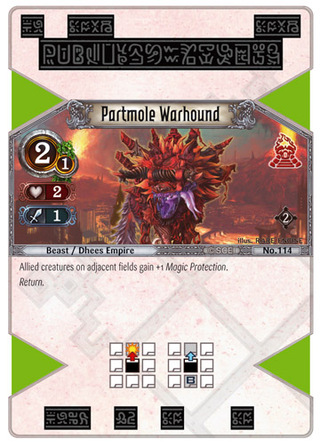 Partmole Warhound
2
1
2
1
2
Beast / Dhees Empire
No.114
Allied creatures on adjacent fields gain +1 Magic Protection.
Return.